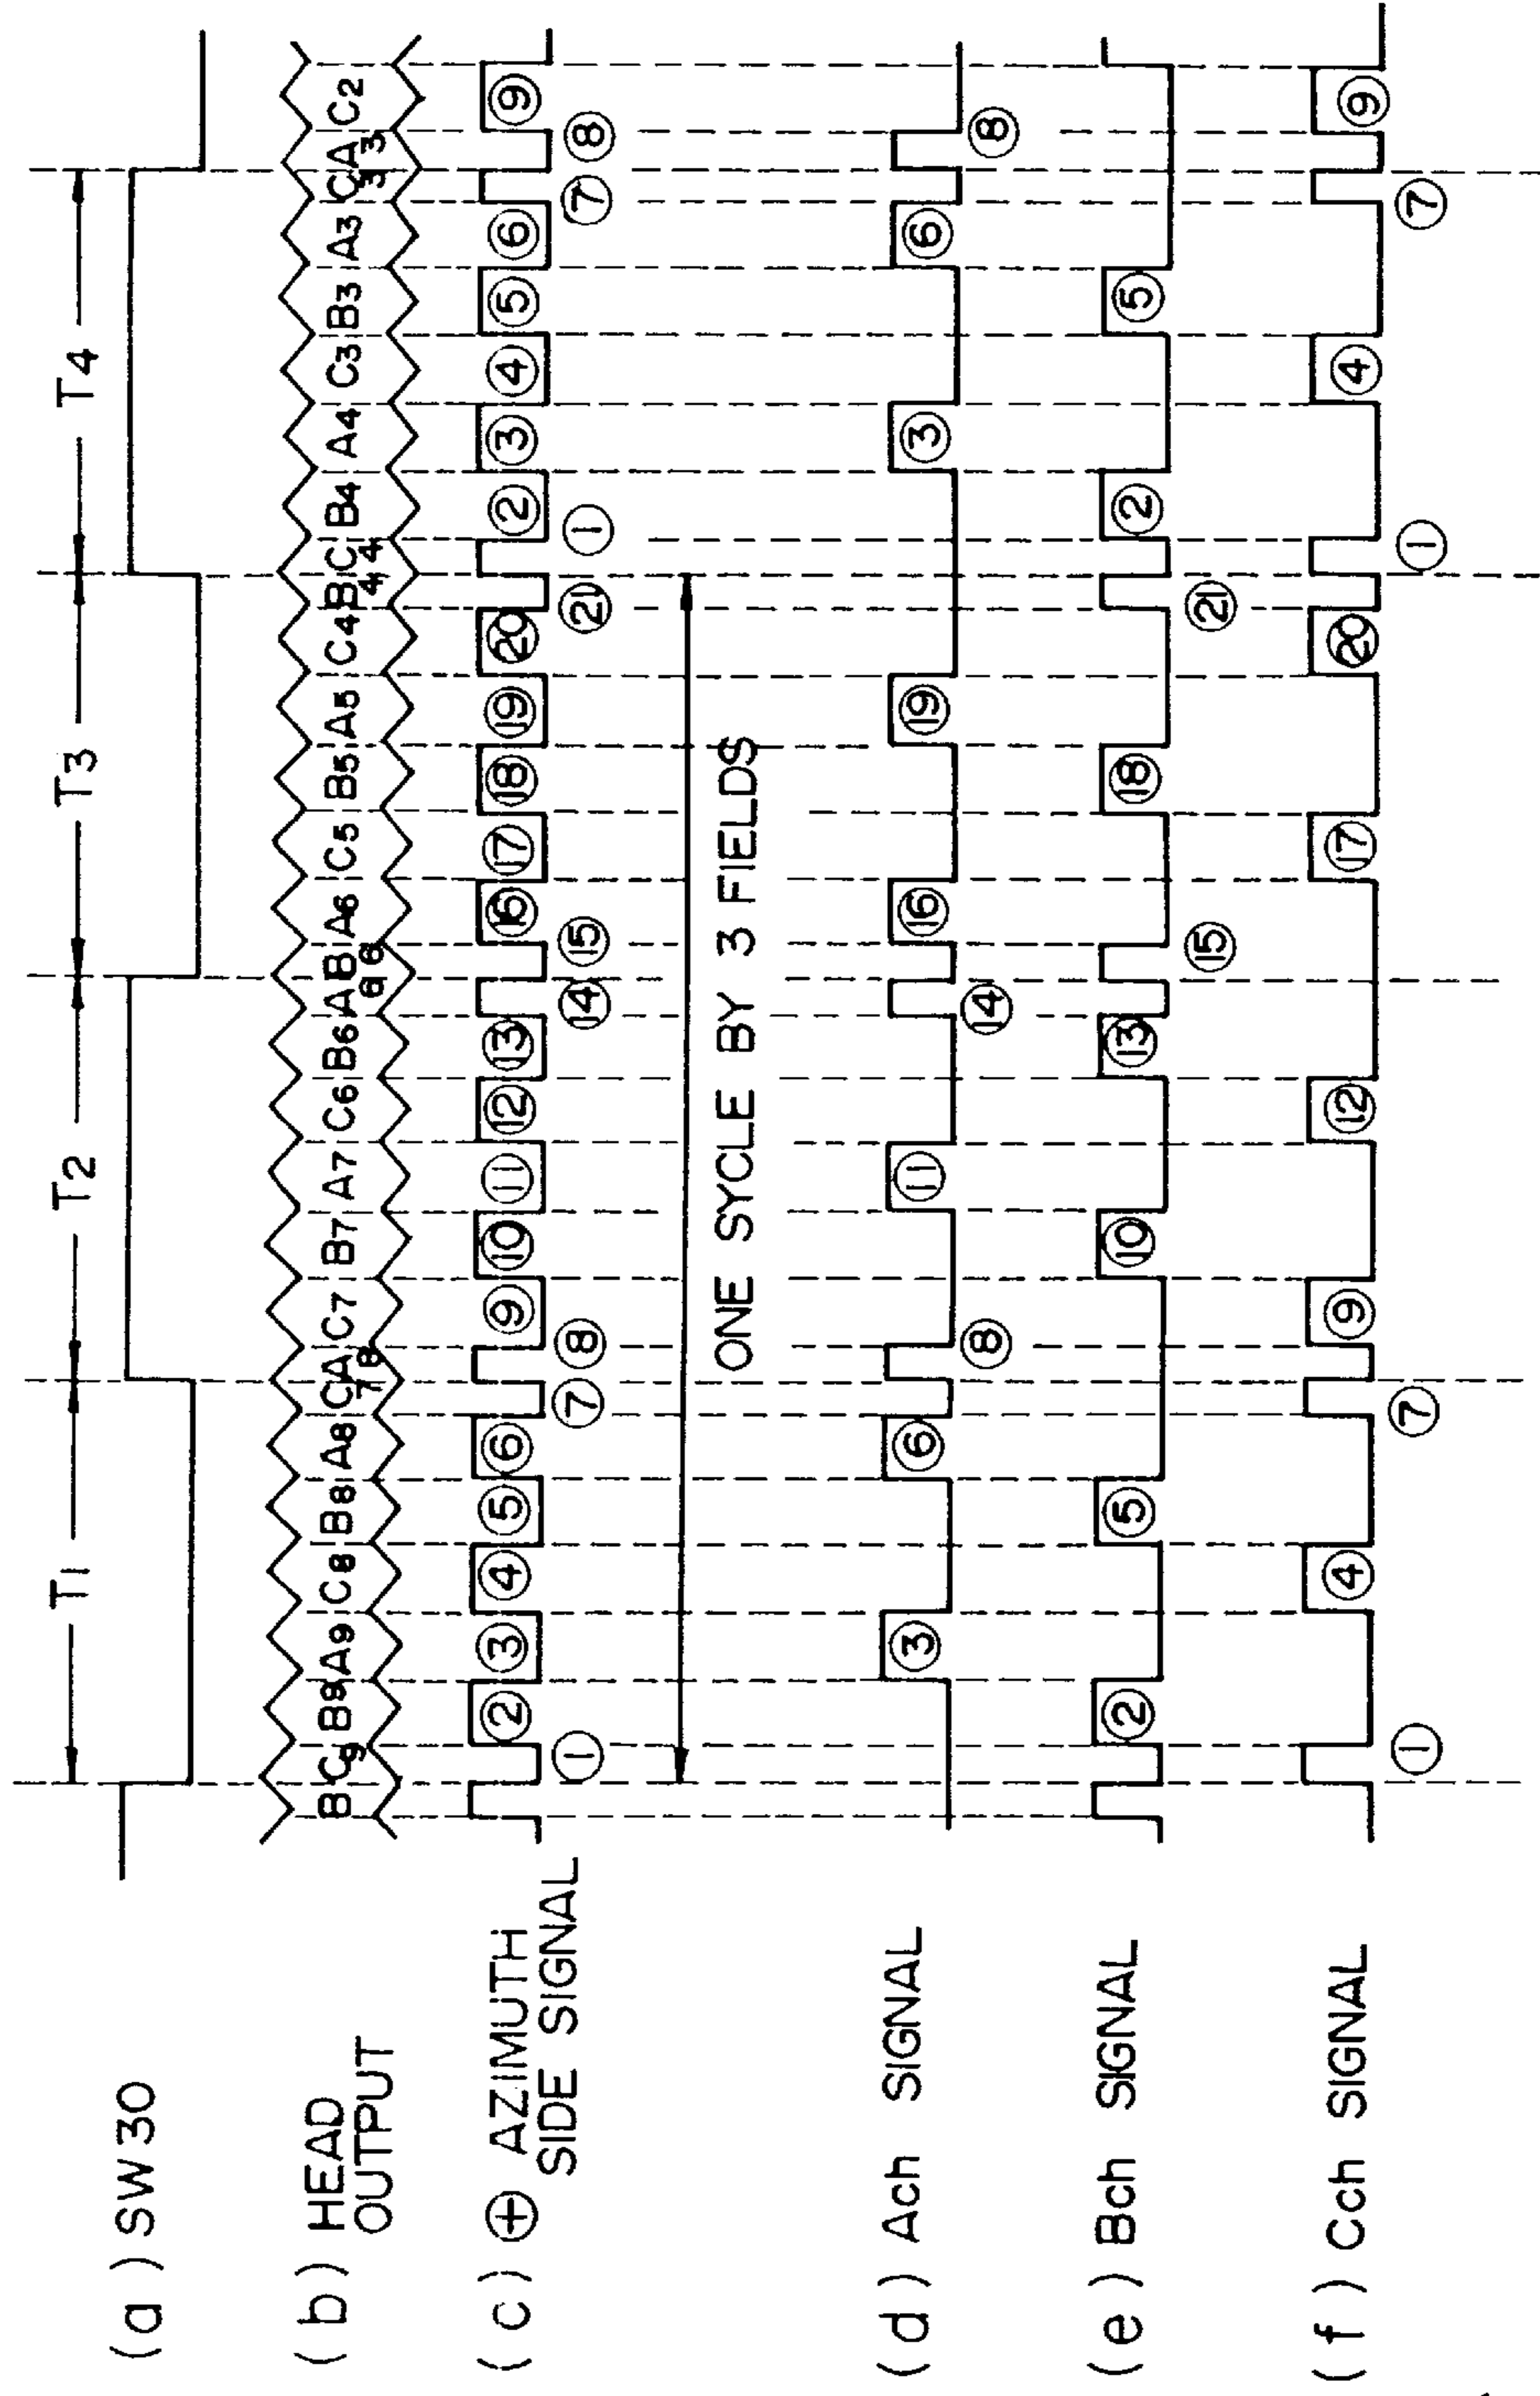 T1 T2 T3 T4
(a) SW30
(b) HEAD OUTPUT
B C9 B9 A9 C8 B8 A8 C7 A8 C7 B7 A7 C6 B6 A6 B6 A6 C5 B5 A5 C4 B4 C4 B4 A4 C3 B3 A3 C3 A3 C2
(c) ⊕ AZIMUTH SIDE SIGNAL
① ② ③ ④ ⑤ ⑥ ⑦ ⑧ ⑨ ⑩ ⑪ ⑫ ⑬ ⑭ ⑮ ⑯ ⑰ ⑱ ⑲ ⑳ ㉑ ① ② ③ ④ ⑤ ⑥ ⑦ ⑧ ⑨
ONE SYCLE BY 3 FIELDS
(d) Ach SIGNAL
③ ⑥ ⑧ ⑪ ⑭ ⑯ ⑲ ③ ⑥ ⑧
(e) Bch SIGNAL
② ⑤ ⑩ ⑬ ⑮ ⑱ ㉑ ② ⑤
(f) Cch SIGNAL
① ④ ⑦ ⑨ ⑫ ⑰ ⑳ ① ④ ⑦ ⑨